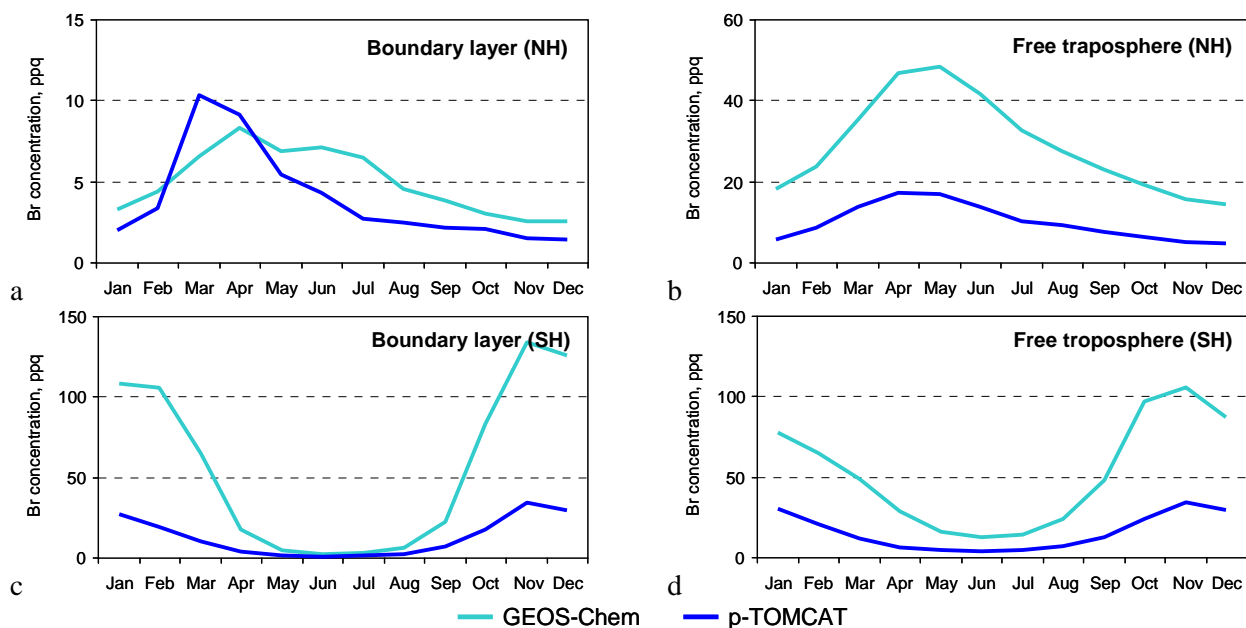 15
Boundary layer (NH)
10
5
0
Br concentration, ppq
Jan Feb Mar Apr May Jun Jul Aug Sep Oct Nov Dec
a
60
Free traposphere (NH)
40
20
0
Br concentration, ppq
Jan Feb Mar Apr May Jun Jul Aug Sep Oct Nov Dec
b
150
Boundary layer (SH)
100
50
0
Br concentration, ppq
Jan Feb Mar Apr May Jun Jul Aug Sep Oct Nov Dec
c
150
Free troposphere (SH)
100
50
0
Br concentration, ppq
Jan Feb Mar Apr May Jun Jul Aug Sep Oct Nov Dec
d
GEOS-Chem p-TOMCAT